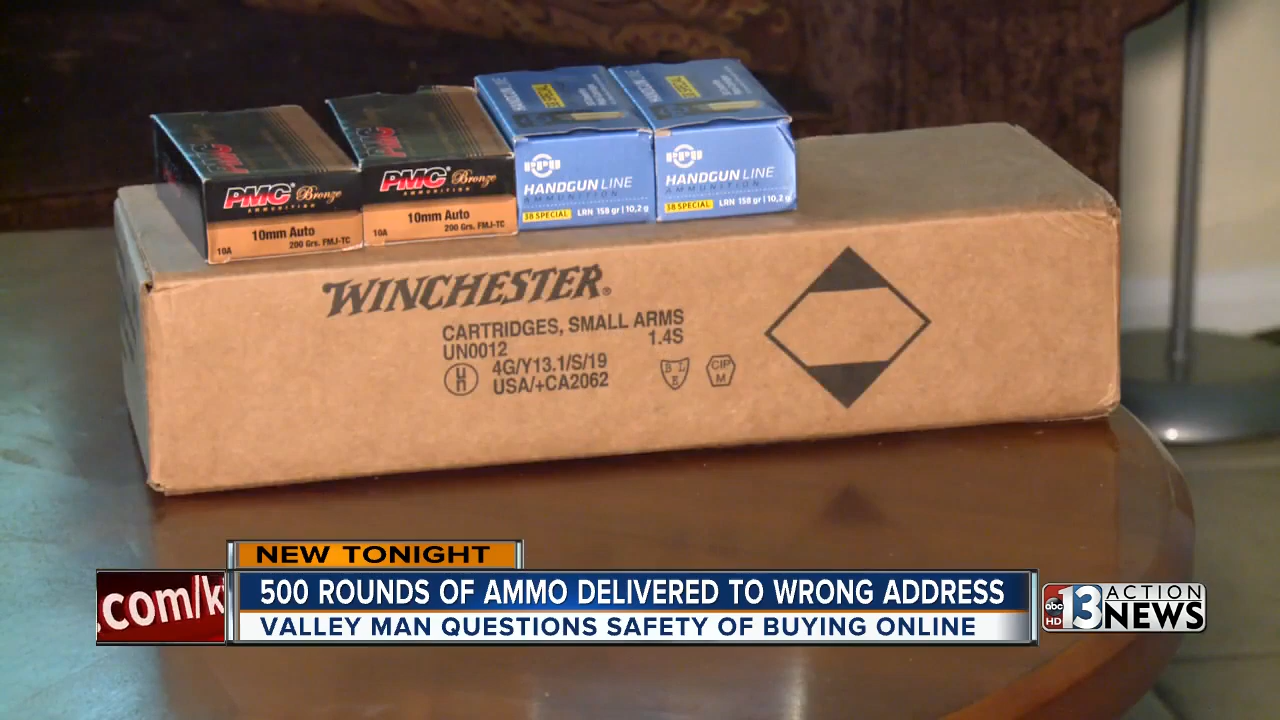 PMC® Bronze
AMMUNITION
10mm Auto
10A 200 Grs. FMJ-TC
PMC® Bronze
AMMUNITION
10mm Auto
10A 200 Grs. FMJ-TC
PPU
HANDGUN LINE
AMMUNITION
38 SPECIAL LRN 158 gr | 10,2 g
PPU
HANDGUN LINE
AMMUNITION
38 SPECIAL LRN 158 gr | 10,2 g
WINCHESTER®
CARTRIDGES, SMALL ARMS
UN0012 1.4S
un 4G/Y13.1/S/19
USA/+CA2062
B L E
CIP M
NEW TONIGHT
.com/k
500 ROUNDS OF AMMO DELIVERED TO WRONG ADDRESS
VALLEY MAN QUESTIONS SAFETY OF BUYING ONLINE
abc HD 13 ACTION NEWS